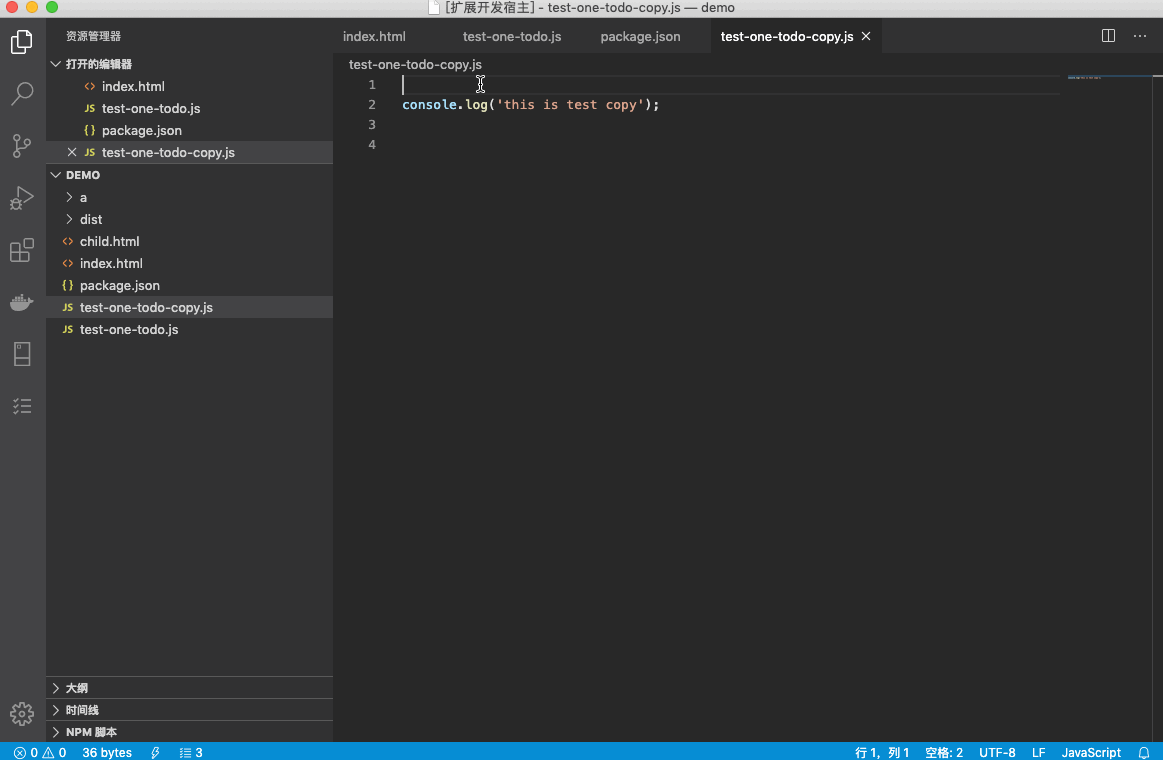 [扩展开发宿主] - test-one-todo-copy.js — demo
资源管理器
打开的编辑器
index.html
JS test-one-todo.js
{} package.json
JS test-one-todo-copy.js
DEMO
a
dist
child.html
index.html
{} package.json
JS test-one-todo-copy.js
JS test-one-todo.js
大纲
时间线
NPM 脚本
index.html test-one-todo.js package.json test-one-todo-copy.js
test-one-todo-copy.js
1
2 console.log('this is test copy');
3
4
0 0 36 bytes 3 行 1，列 1 空格: 2 UTF-8 LF JavaScript